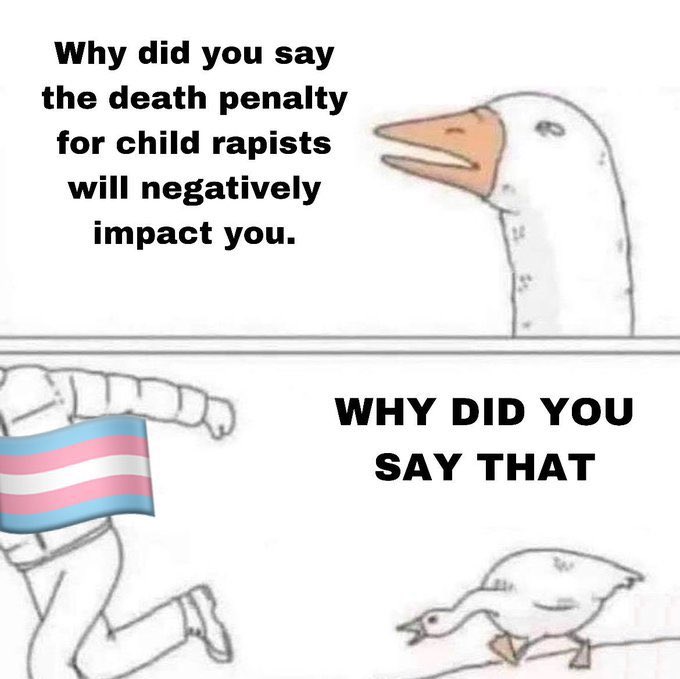 Why did you say
the death penalty
for child rapists
will negatively
impact you.
WHY DID YOU
SAY THAT